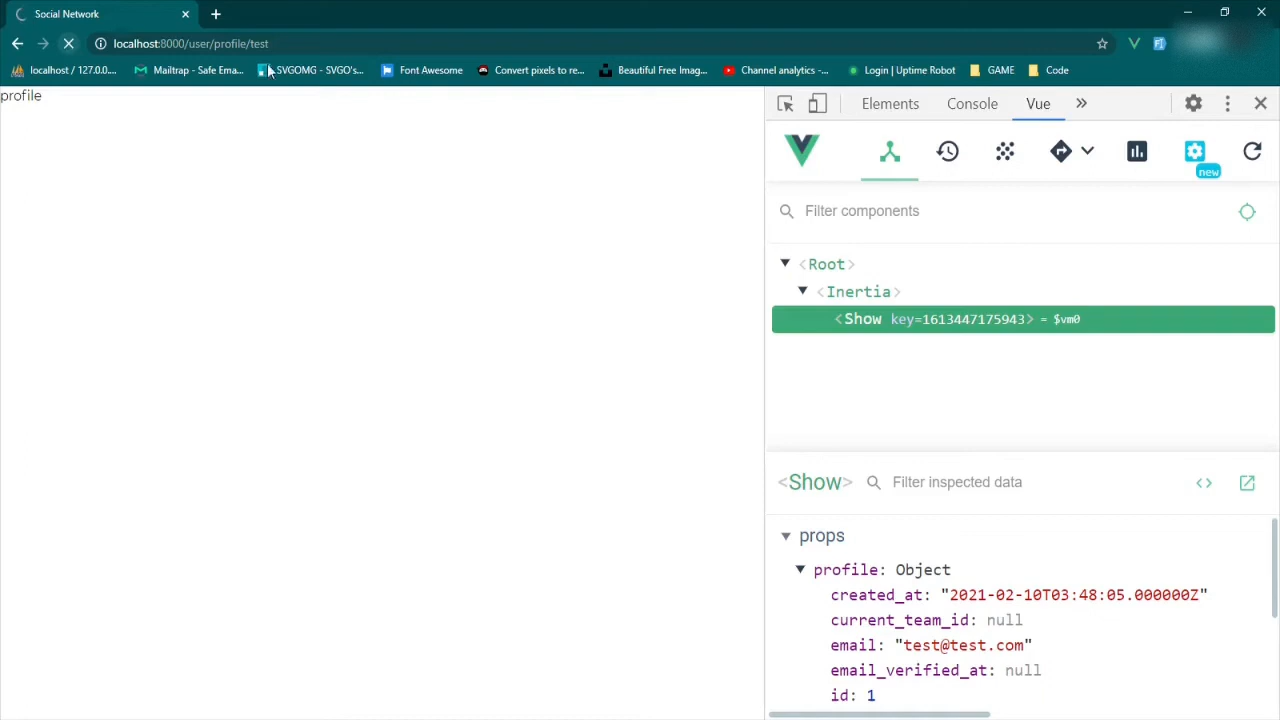 Social Network
localhost:8000/user/profile/test
localhost / 127.0.0....
Mailtrap - Safe Ema...
SVGOMG - SVGO's...
Font Awesome
Convert pixels to re...
Beautiful Free Imag...
Channel analytics -...
Login | Uptime Robot
GAME
Code
profile
Elements
Console
Vue
new
Filter components
<Root>
<Inertia>
<Show key=1613447175943> = $vm0
<Show>
Filter inspected data
props
profile: Object
created_at: "2021-02-10T03:48:05.000000Z"
current_team_id: null
email: "test@test.com"
email_verified_at: null
id: 1